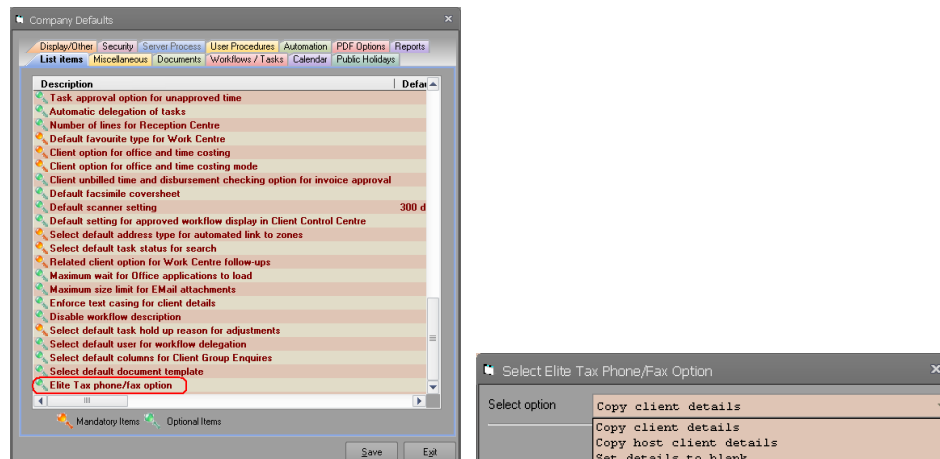 Company Defaults
Display/Other Security Server Process User Procedures Automation PDF Options Reports
List items Miscellaneous Documents Workflows / Tasks Calendar Public Holidays
Description Defau
Task approval option for unapproved time
Automatic delegation of tasks
Number of lines for Reception Centre
Default favourite type for Work Centre
Client option for office and time costing
Client option for office and time costing mode
Client unbilled time and disbursement checking option for invoice approval
Default facsimile coversheet
Default scanner setting 300 d
Default setting for approved workflow display in Client Control Centre
Select default address type for automated link to zones
Select default task status for search
Related client option for Work Centre follow-ups
Maximum wait for Office applications to load
Maximum size limit for EMail attachments
Enforce text casing for client details
Disable workflow description
Select default task hold up reason for adjustments
Select default user for workflow delegation
Select default columns for Client Group Enquires
Select default document template
Elite Tax phone/fax option
Mandatory Items Optional Items
Save Exit
Select Elite Tax Phone/Fax Option
Select option Copy client details
Copy client details
Copy host client details
Set details to blank